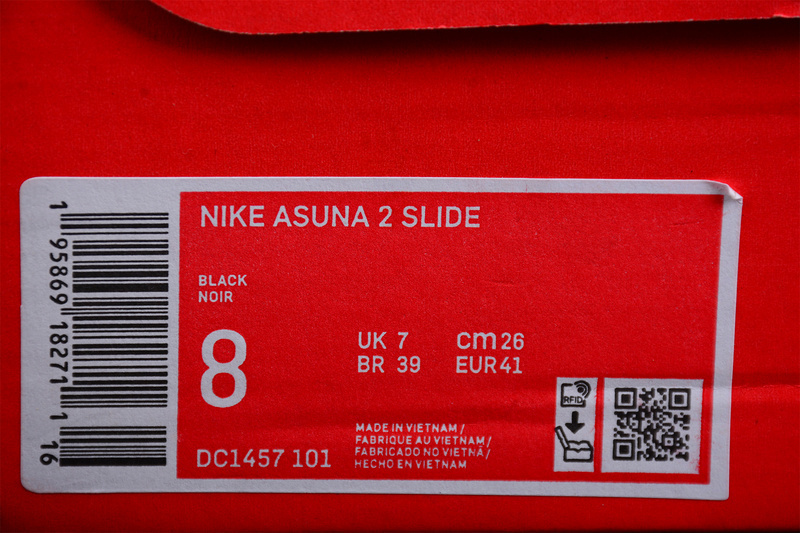 NIKE ASUNA 2 SLIDE
BLACK
NOIR
8
UK 7 cm 26
BR 39 EUR 41
DC1457 101
MADE IN VIETNAM /
FABRIQUE AU VIETNAM /
FABRICADO NO VIETNÃ /
HECHO EN VIETNAM
RFID
1 95869 18271 1
16